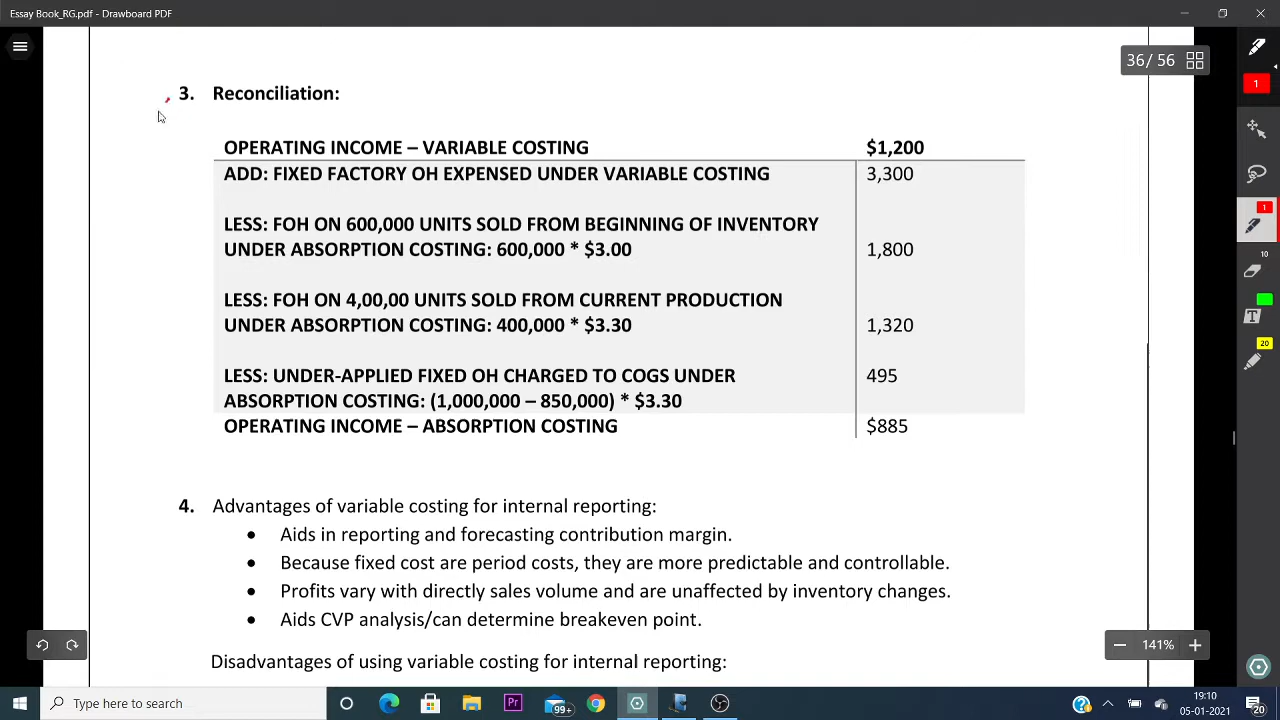 Essay Book_RG.pdf - Drawboard PDF
36/ 56
1
3. Reconciliation:
OPERATING INCOME – VARIABLE COSTING $1,200
ADD: FIXED FACTORY OH EXPENSED UNDER VARIABLE COSTING 3,300
LESS: FOH ON 600,000 UNITS SOLD FROM BEGINNING OF INVENTORY
UNDER ABSORPTION COSTING: 600,000 * $3.00 1,800
LESS: FOH ON 4,00,00 UNITS SOLD FROM CURRENT PRODUCTION
UNDER ABSORPTION COSTING: 400,000 * $3.30 1,320
LESS: UNDER-APPLIED FIXED OH CHARGED TO COGS UNDER 495
ABSORPTION COSTING: (1,000,000 – 850,000) * $3.30
OPERATING INCOME – ABSORPTION COSTING $885
1
10
T
20
4. Advantages of variable costing for internal reporting:
• Aids in reporting and forecasting contribution margin.
• Because fixed cost are period costs, they are more predictable and controllable.
• Profits vary with directly sales volume and are unaffected by inventory changes.
• Aids CVP analysis/can determine breakeven point.
Disadvantages of using variable costing for internal reporting:
141%
Type here to search
Pr
99+
19:10
05-01-2021
20